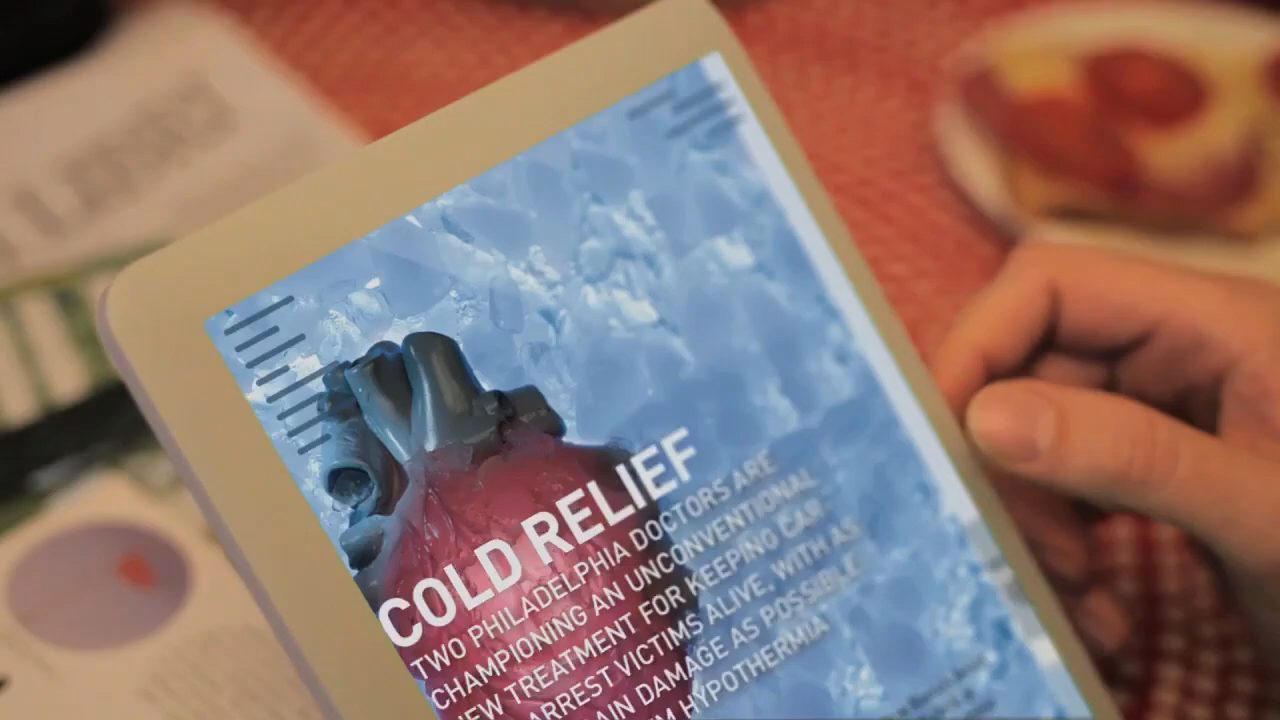 COLD RELIEF
TWO PHILADELPHIA DOCTORS ARE
CHAMPIONING AN UNCONVENTIONAL
NEW TREATMENT FOR KEEPING CAR
ARREST VICTIMS ALIVE, WITH AS
AIN DAMAGE AS POSSIBLE
HYPOTHERMIA